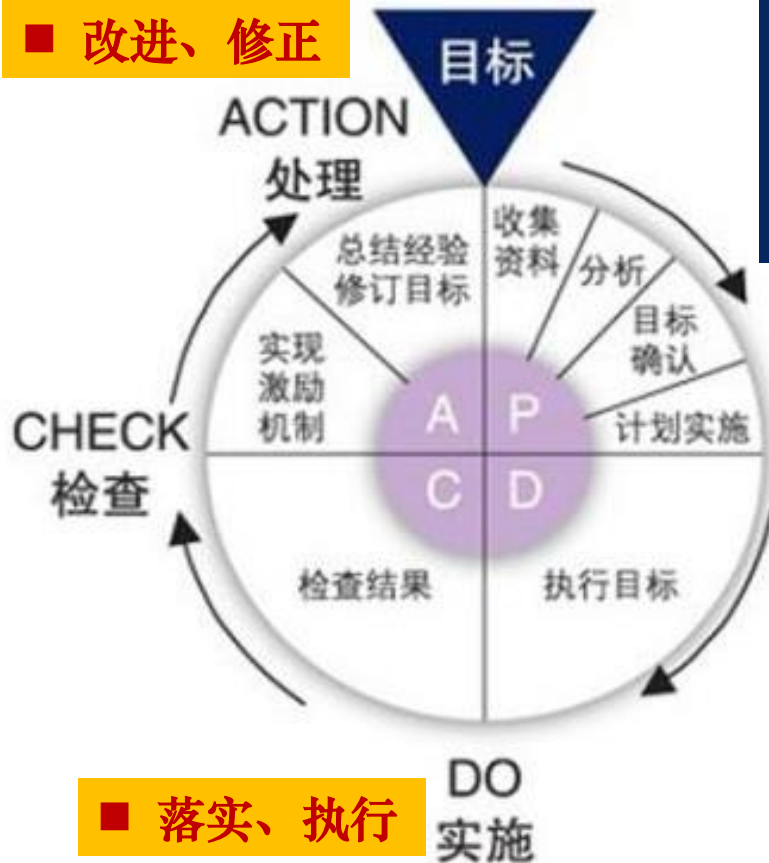 ■ 改进、修正
目标
ACTION
处理
收集
资料
总结经验
修订目标
分析
目标
确认
实现
激励
机制
计划实施
A P
CHECK
检查
C D
检查结果
执行目标
DO
实施
■ 落实、执行